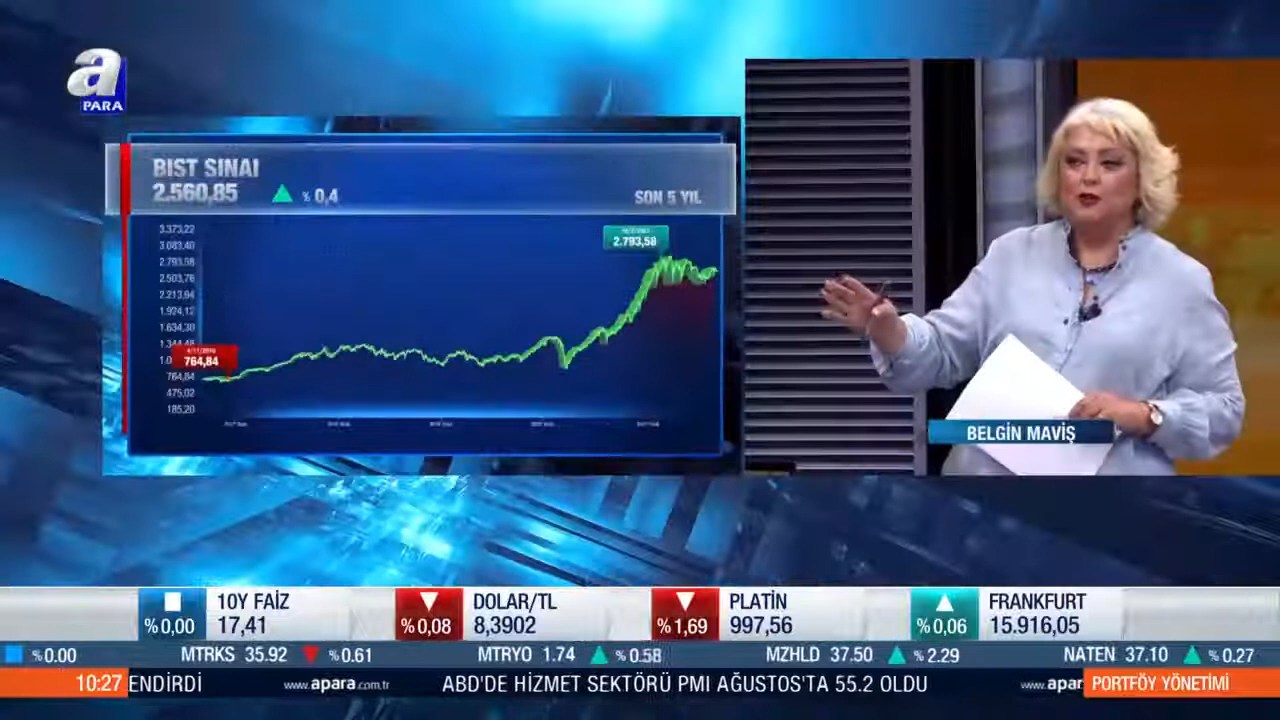 a
PARA
BIST SINAI
2.560,85
% 0,4
SON 5 YIL
3.373,22
3.083,40
2.793,58
2.503,76
2.213,94
1.924,12
1.634,30
1.344,48
764,84
475,02
185,20
764,84
2.793,58
BELGİN MAVİŞ
% 0,00 10Y FAİZ 17,41
% 0,08 DOLAR/TL 8,3902
% 1,69 PLATİN 997,56
% 0,06 FRANKFURT 15.916,05
%0.00 MTRKS 35.92 %0.61 MTRYO 1.74 %0.58 MZHLD 37.50 %2.29 NATEN 37.10 %0.27
10:27 ENDİRDİ www.apara.com.tr ABD'DE HİZMET SEKTÖRÜ PMI AĞUSTOS'TA 55.2 OLDU www.apar PORTFÖY YÖNETİMİ